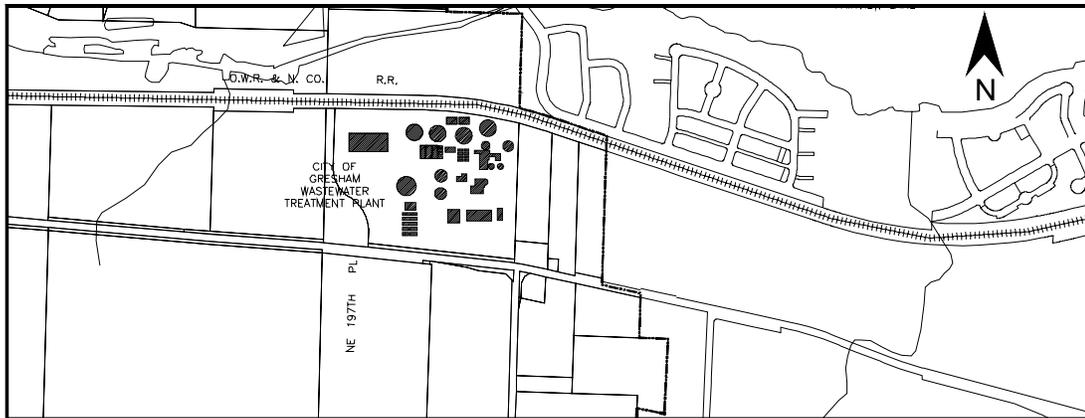 O.W.R. & N. CO. R.R.
N
CITY OF
GRESHAM
WASTEWATER
TREATMENT PLANT
NE 197TH PL